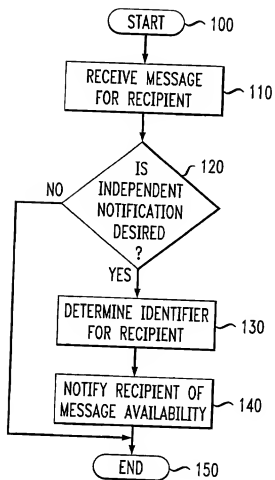 START
100
RECEIVE MESSAGE
FOR RECIPIENT
110
120
IS
INDEPENDENT
NOTIFICATION
DESIRED
?
NO
YES
DETERMINE IDENTIFIER
FOR RECIPIENT
130
NOTIFY RECIPIENT OF
MESSAGE AVAILABILITY
140
END
150